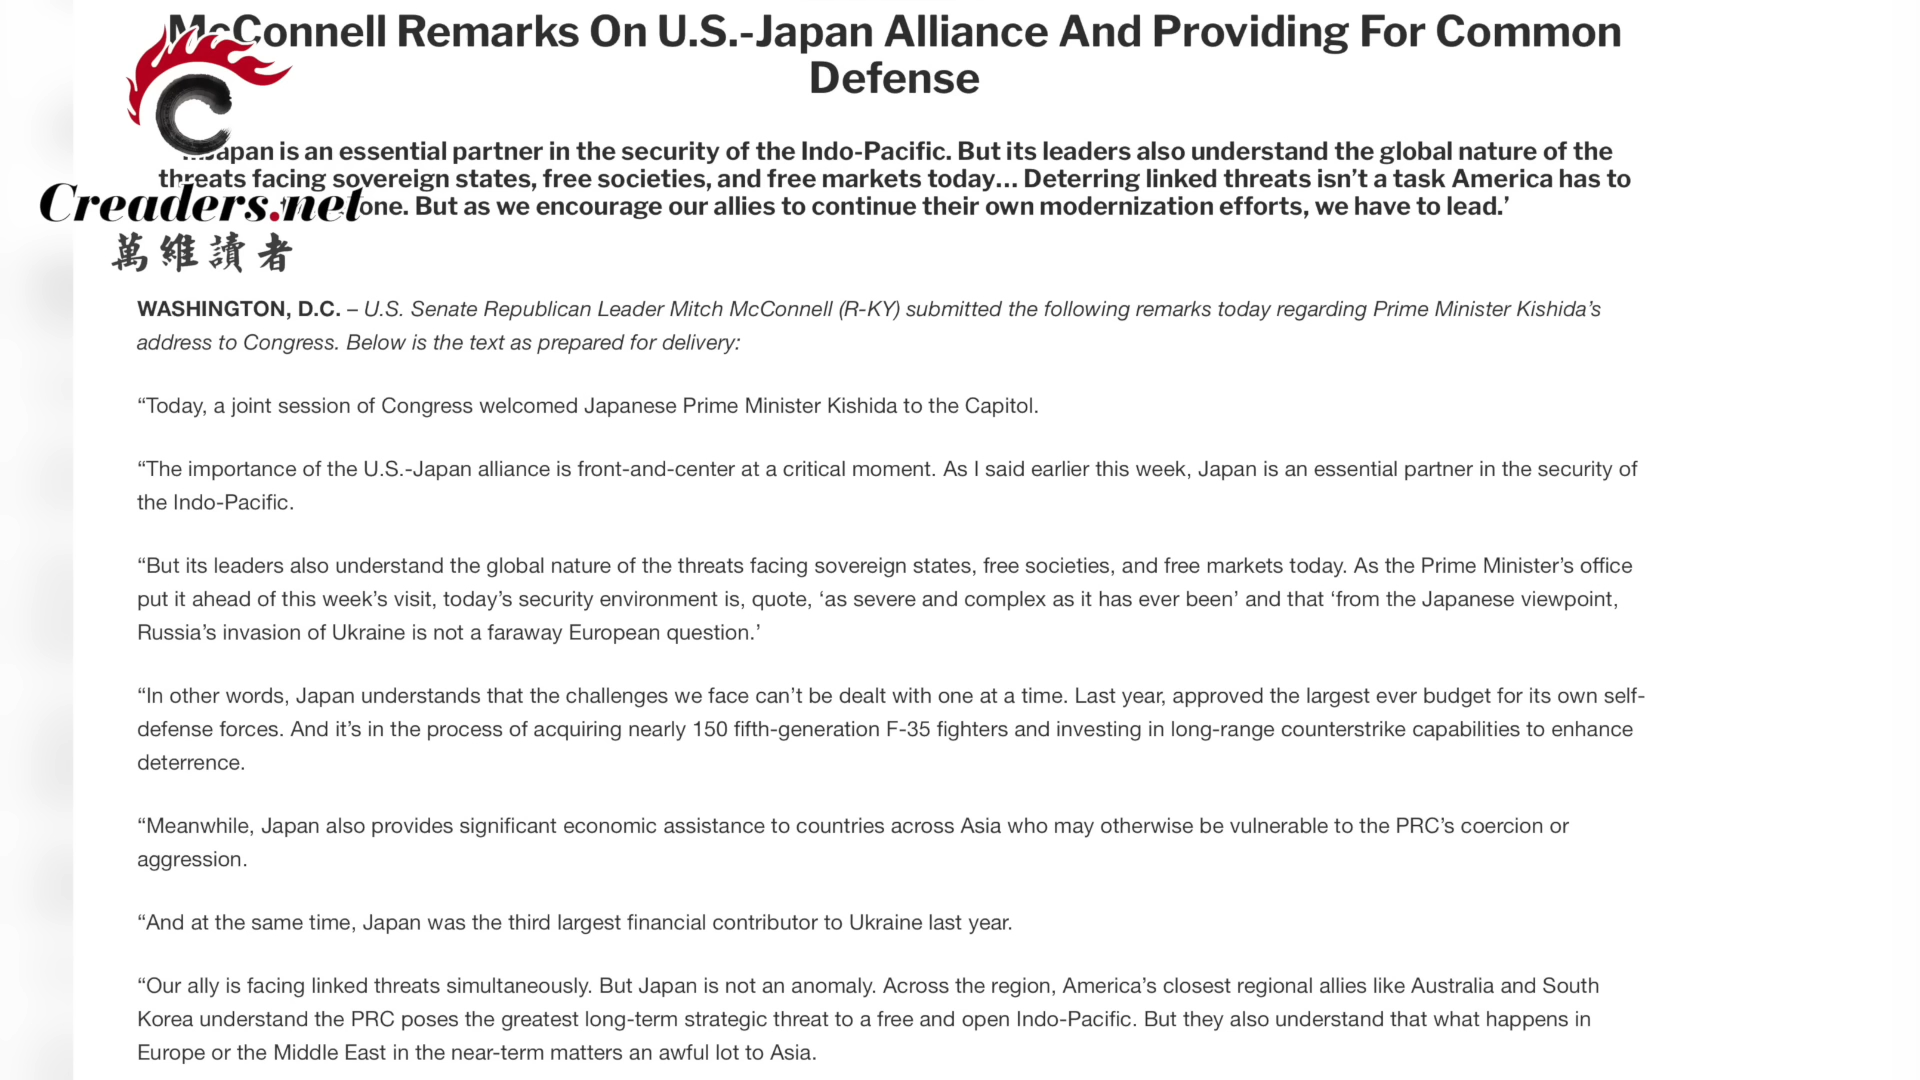 McConnell Remarks On U.S.-Japan Alliance And Providing For Common
Defense
Japan is an essential partner in the security of the Indo-Pacific. But its leaders also understand the global nature of the
threats facing sovereign states, free societies, and free markets today… Deterring linked threats isn’t a task America has to
But as we encourage our allies to continue their own modernization efforts, we have to lead.’
Creaders.net
萬維讀者
WASHINGTON, D.C. – U.S. Senate Republican Leader Mitch McConnell (R-KY) submitted the following remarks today regarding Prime Minister Kishida’s
address to Congress. Below is the text as prepared for delivery:
“Today, a joint session of Congress welcomed Japanese Prime Minister Kishida to the Capitol.
“The importance of the U.S.-Japan alliance is front-and-center at a critical moment. As I said earlier this week, Japan is an essential partner in the security of
the Indo-Pacific.
“But its leaders also understand the global nature of the threats facing sovereign states, free societies, and free markets today. As the Prime Minister’s office
put it ahead of this week’s visit, today’s security environment is, quote, ‘as severe and complex as it has ever been’ and that ‘from the Japanese viewpoint,
Russia’s invasion of Ukraine is not a faraway European question.’
“In other words, Japan understands that the challenges we face can’t be dealt with one at a time. Last year, approved the largest ever budget for its own self-
defense forces. And it’s in the process of acquiring nearly 150 fifth-generation F-35 fighters and investing in long-range counterstrike capabilities to enhance
deterrence.
“Meanwhile, Japan also provides significant economic assistance to countries across Asia who may otherwise be vulnerable to the PRC’s coercion or
aggression.
“And at the same time, Japan was the third largest financial contributor to Ukraine last year.
“Our ally is facing linked threats simultaneously. But Japan is not an anomaly. Across the region, America’s closest regional allies like Australia and South
Korea understand the PRC poses the greatest long-term strategic threat to a free and open Indo-Pacific. But they also understand that what happens in
Europe or the Middle East in the near-term matters an awful lot to Asia.